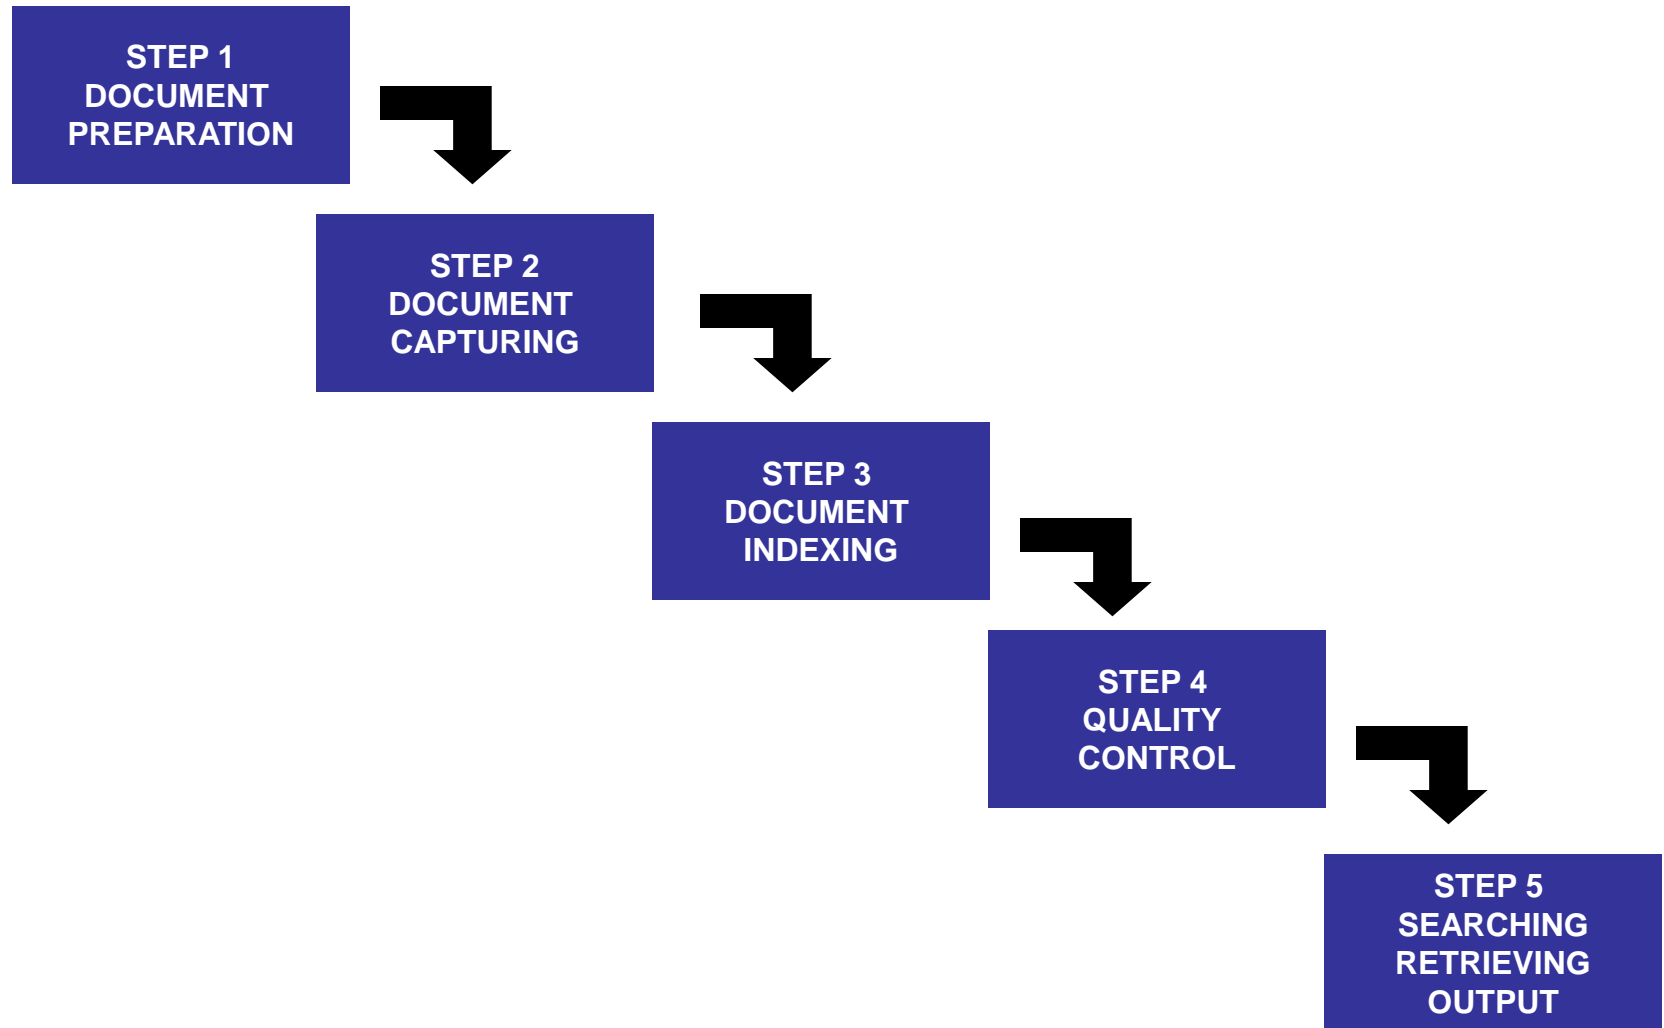 STEP 1
DOCUMENT
PREPARATION
STEP 2
DOCUMENT
CAPTURING
STEP 3
DOCUMENT
INDEXING
STEP 4
QUALITY
CONTROL
STEP 5
SEARCHING
RETRIEVING
OUTPUT